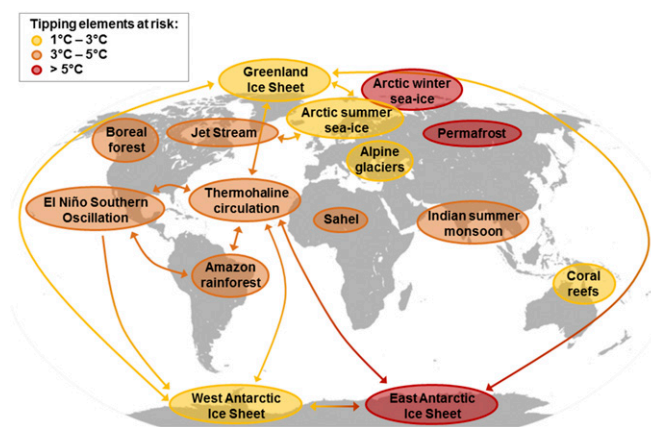 Tipping elements at risk:
1°C – 3°C
3°C – 5°C
> 5°C
Greenland
Ice Sheet
Arctic winter
sea-ice
Arctic summer
sea-ice
Boreal
forest
Jet Stream
Permafrost
Alpine
glaciers
El Niño Southern
Oscillation
Thermohaline
circulation
Sahel
Indian summer
monsoon
Amazon
rainforest
Coral
reefs
West Antarctic
Ice Sheet
East Antarctic
Ice Sheet